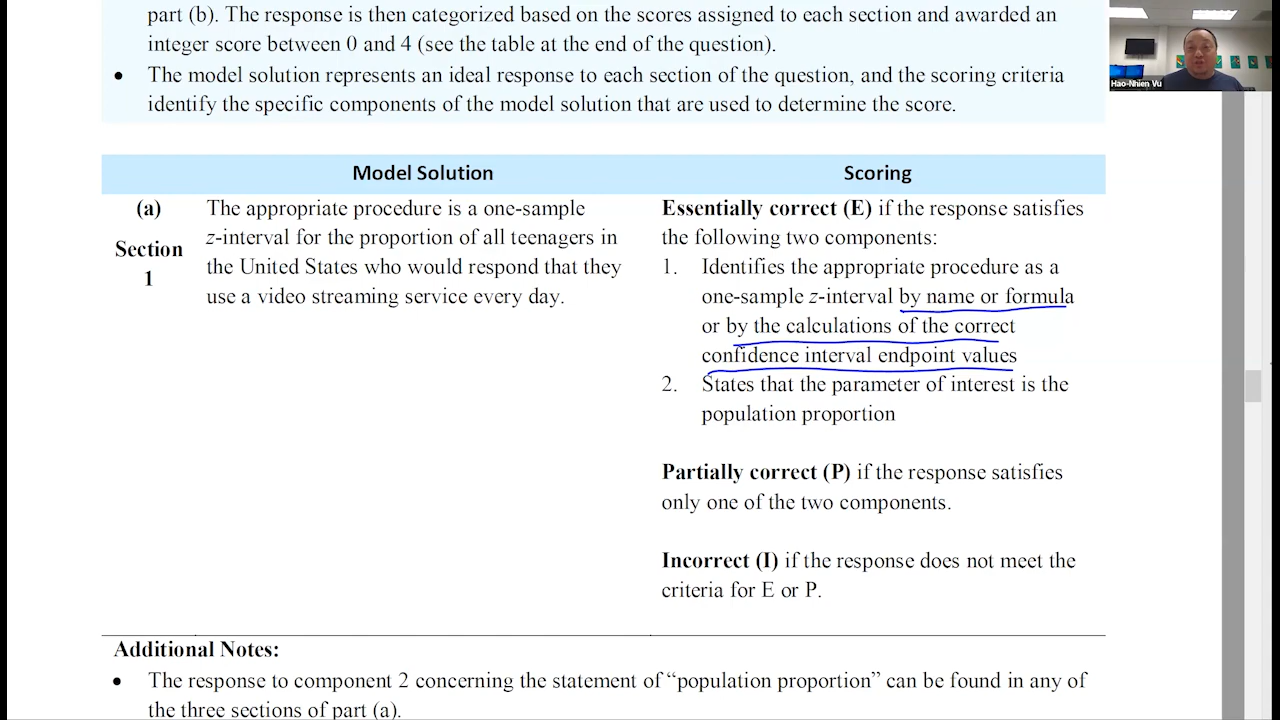 part (b). The response is then categorized based on the scores assigned to each section and awarded an
integer score between 0 and 4 (see the table at the end of the question).
• The model solution represents an ideal response to each section of the question, and the scoring criteria
identify the specific components of the model solution that are used to determine the score.
Hao-Nhien Vu
Model Solution
Scoring
(a)
Section
1
The appropriate procedure is a one-sample
z-interval for the proportion of all teenagers in
the United States who would respond that they
use a video streaming service every day.
Essentially correct (E) if the response satisfies
the following two components:
1. Identifies the appropriate procedure as a
one-sample z-interval by name or formula
or by the calculations of the correct
confidence interval endpoint values
2. States that the parameter of interest is the
population proportion
Partially correct (P) if the response satisfies
only one of the two components.
Incorrect (I) if the response does not meet the
criteria for E or P.
Additional Notes:
• The response to component 2 concerning the statement of “population proportion” can be found in any of
the three sections of part (a).